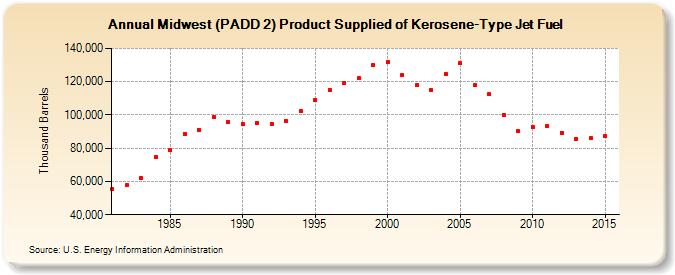 Annual Midwest (PADD 2) Product Supplied of Kerosene-Type Jet Fuel
Thousand Barrels
140,000
120,000
100,000
80,000
60,000
40,000
1985 1990 1995 2000 2005 2010 2015
Source: U.S. Energy Information Administration